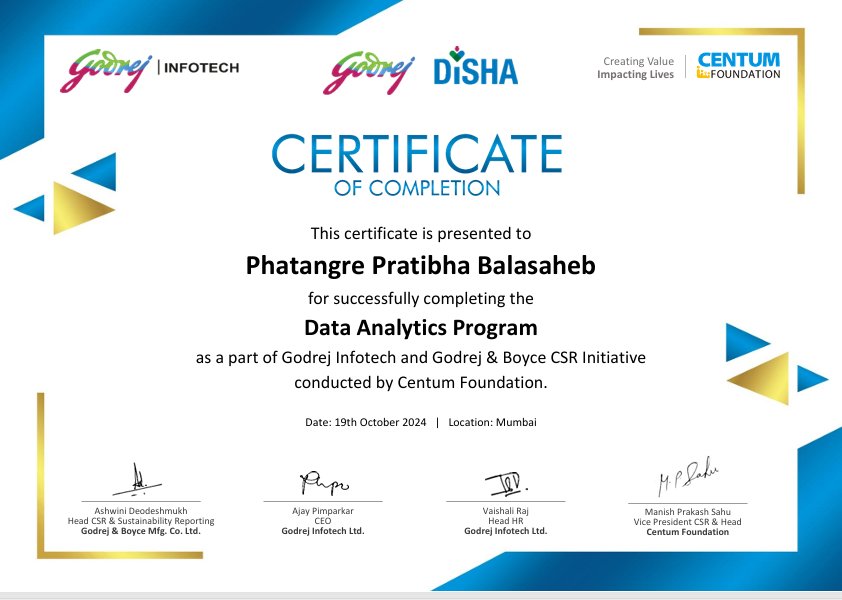 Godrej | INFOTECH
Godrej DiSHA
Creating Value
Impacting Lives
CENTUM
FOUNDATION
CERTIFICATE
OF COMPLETION
This certificate is presented to
Phatangre Pratibha Balasaheb
for successfully completing the
Data Analytics Program
as a part of Godrej Infotech and Godrej & Boyce CSR Initiative
conducted by Centum Foundation.
Date: 19th October 2024 | Location: Mumbai
M.P Sahu
Ashwini Deodeshmukh
Head CSR & Sustainability Reporting
Godrej & Boyce Mfg. Co. Ltd.
Ajay Pimparkar
CEO
Godrej Infotech Ltd.
Vaishali Raj
Head HR
Godrej Infotech Ltd.
Manish Prakash Sahu
Vice President CSR & Head
Centum Foundation